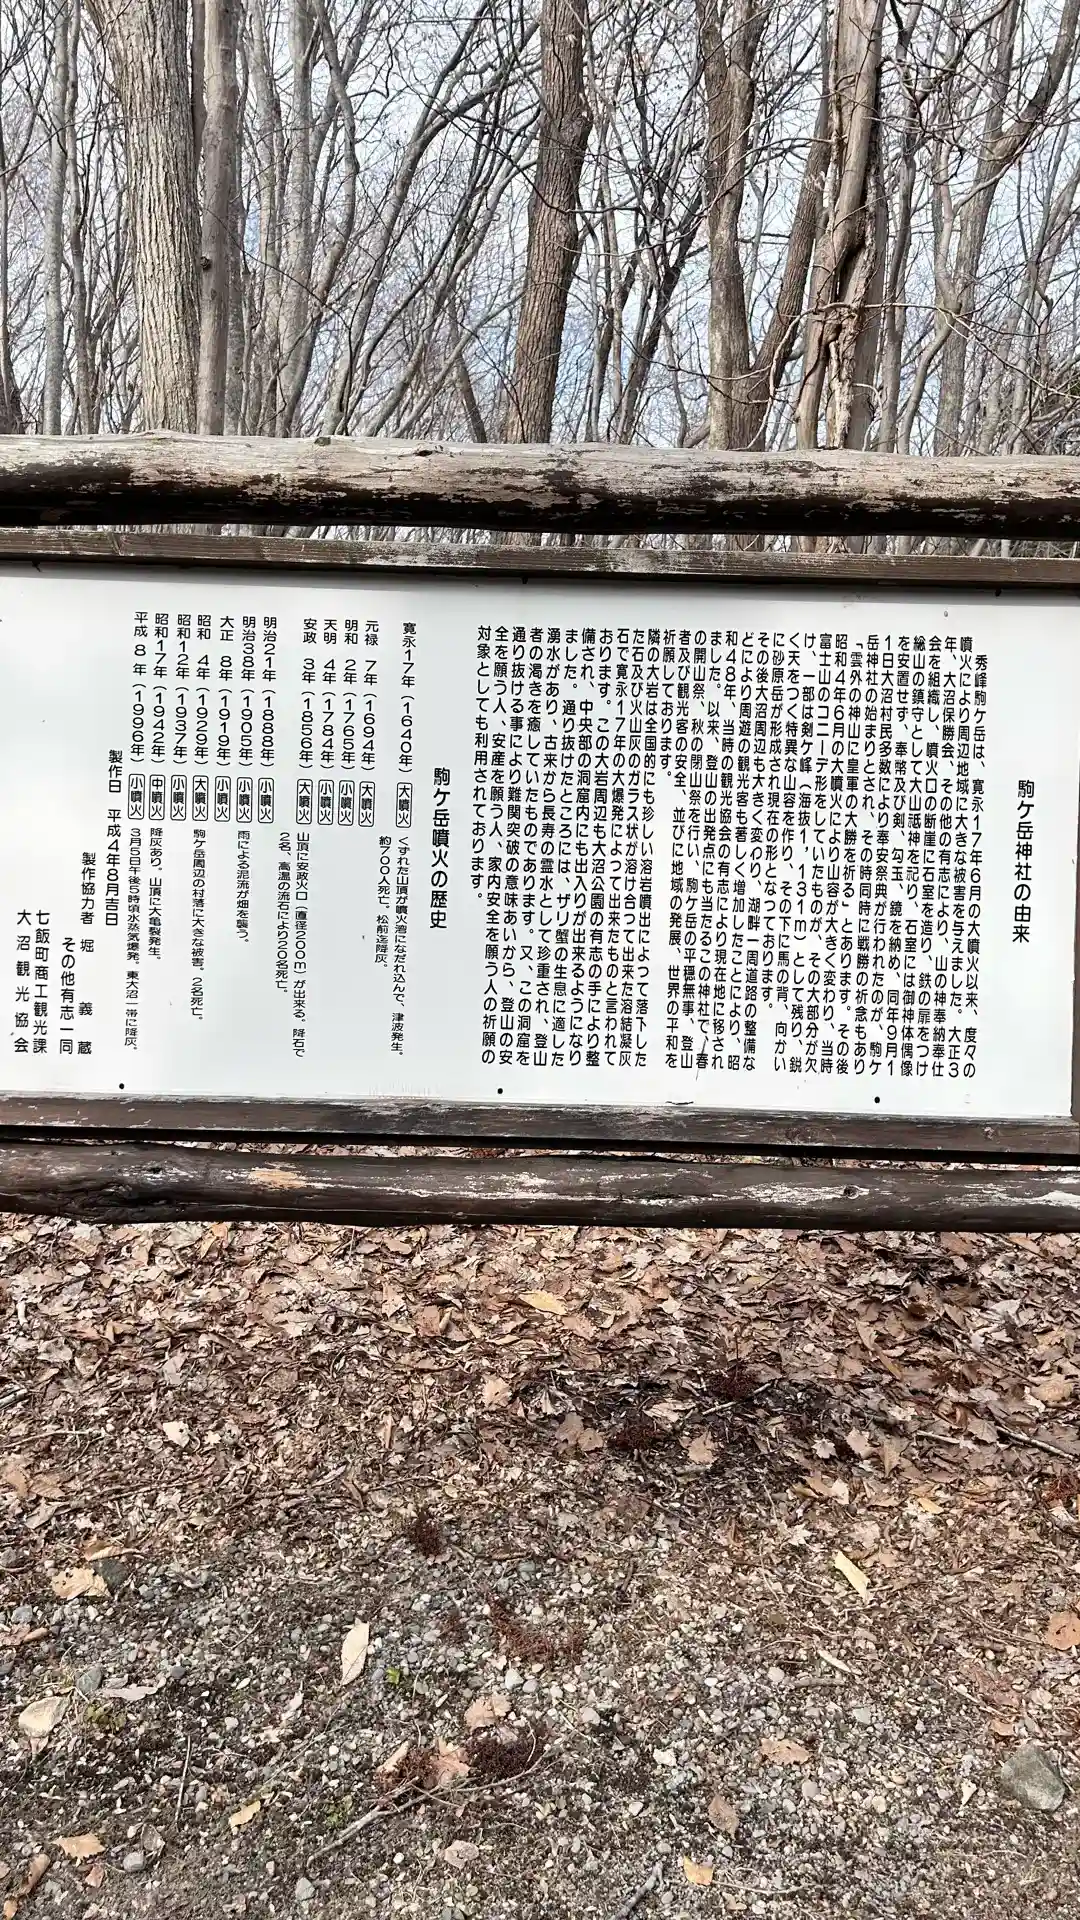 駒ケ岳神社の由来
秀峰駒ケ岳は、寛永17年6月の大噴火以来、度々の
噴火により周辺地域に大きな被害を与えました。大正3
年、大沼保勝会、その他の有志により、山の神奉納奉仕
会を組織し、噴火口の断崖に石室を造り、鉄の扉をつけ
総山の鎮守として大山祗神を祀り、石室には御神体偶像
を安置せず、奉幣及び剣、勾玉、鏡を納め、同年9月1
1日大沼村民多数により奉安祭典が行われたのが、駒ケ
岳神社の始まりとされ、その時同時に戦勝の祈念もあり
「雲外の神山に皇軍の大勝を祈る」とあります。その後
昭和4年6月の大噴火により山容が大きく変わり、当時
富士山のコニーデ形をしていたものが、その大部分が欠
け、一部は剣ケ峰(海抜1,131m)として残り、鋭
く天をつく特異な山容を作り、その下に馬の背、向かい
に砂原岳が形成され現在の形となつております。
その後大沼周辺も大きく変わり、湖畔一周道路の整備な
どにより周遊の観光客も著しく増加したことにより、昭
和48年、当時の観光協会の有志により現在地に移され
ました。以来、登山の出発点にも当たるこの神社で、春
の開山祭、秋の閉山祭を行い、駒ケ岳の平穏無事、登山
者及び観光客の安全、並びに地域の発展、世界の平和を
祈願しております。
隣の大岩は全国的にも珍しい溶岩噴出によって落下した
た石及び火山灰のガラス状が溶け合って出来た溶結凝灰
石で寛永17年の大爆発によって出来たものと言われて
おります。この大岩周辺も大沼公園の有志の手により整
備され、中央部の洞窟内にも出入りが出来るようになり
ました。通り抜けたところには、ザリ蟹の生息に適した
湧水があり、古来から長寿の霊水として珍重され、登山
者の渇きを癒していたものであります。又、この洞窟を
通り抜ける事により難関突破の意味あいから、登山の安
全を願う人、安産を願う人、家内安全を願う人の祈願の
対象としても利用されております。
駒ケ岳噴火の歴史
寛永17年(1640年)大噴火 くずれた山頂が噴火湾になだれ込んで、津波発生。
約700人死亡。松前迄降灰。
元禄 7年(1694年)大噴火
明和 2年(1765年)小噴火
天明 4年(1784年)小噴火
安政 3年(1856年)大噴火 山頂に安政火口(直径200m)が出来る。降石で
2名、高温の流石により20名死亡。
明治21年(1888年)小噴火
明治38年(1905年)小噴火 雨による泥流が畑を襲う。
大正 8年(1919年)小噴火
昭和 4年(1929年)大噴火 駒ケ岳周辺の村落に大きな被害。2名死亡。
昭和12年(1937年)小噴火
昭和17年(1942年)中噴火 降灰あり。山頂に大亀裂発生。
平成 8年(1996年)小噴火 3月5日午後5時頃水蒸気爆発。東大沼一帯に降灰。
製作日 平成4年8月吉日
製作協力者 堀 義 蔵
その他有志一同
七飯町商工観光課
大沼観光協会